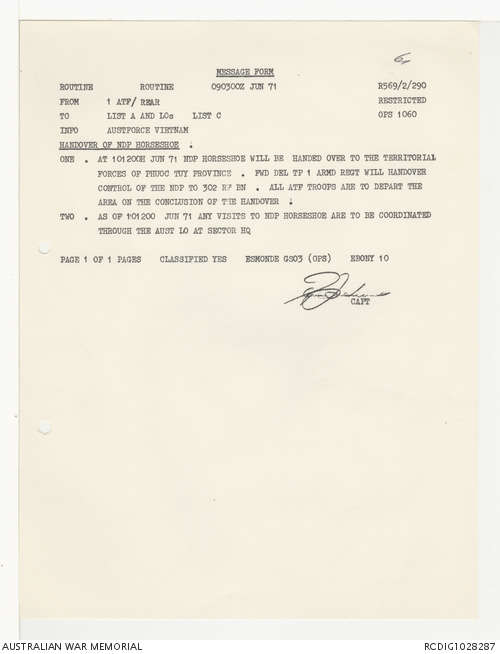 MESSAGE FORM
ROUTINE ROUTINE 090300Z JUN 71 R569/2/290
FROM 1 ATF/REAR RESTRICTED
TO LIST A AND LOs LIST C OPS 1060
INFO AUSTFORCE VIETNAM
HANDOVER OF NDP HORSESHOE .
ONE . AT 101200H JUN 71 NDP HORSESHOE WILL BE HANDED OVER TO THE TERRITORIAL
FORCES OF PHUOC TUY PROVINCE . FWD DEL TP 1 ARMD REGT WILL HANDOVER
CONTROL OF THE NDP TO 302 RF BN . ALL ATF TROOPS ARE TO DEPART THE
AREA ON THE CONCLUSION OF THE HANDOVER .
TWO . AS OF 101200 JUN 71 ANY VISITS TO NDP HORSESHOE ARE TO BE COORDINATED
THROUGH THE AUST LO AT SECTOR HQ
PAGE 1 OF 1 PAGES CLASSIFIED YES ESMONDE GSO3 (OPS) EBONY 10
CAPT
AUSTRALIAN WAR MEMORIAL RCDIG1028287